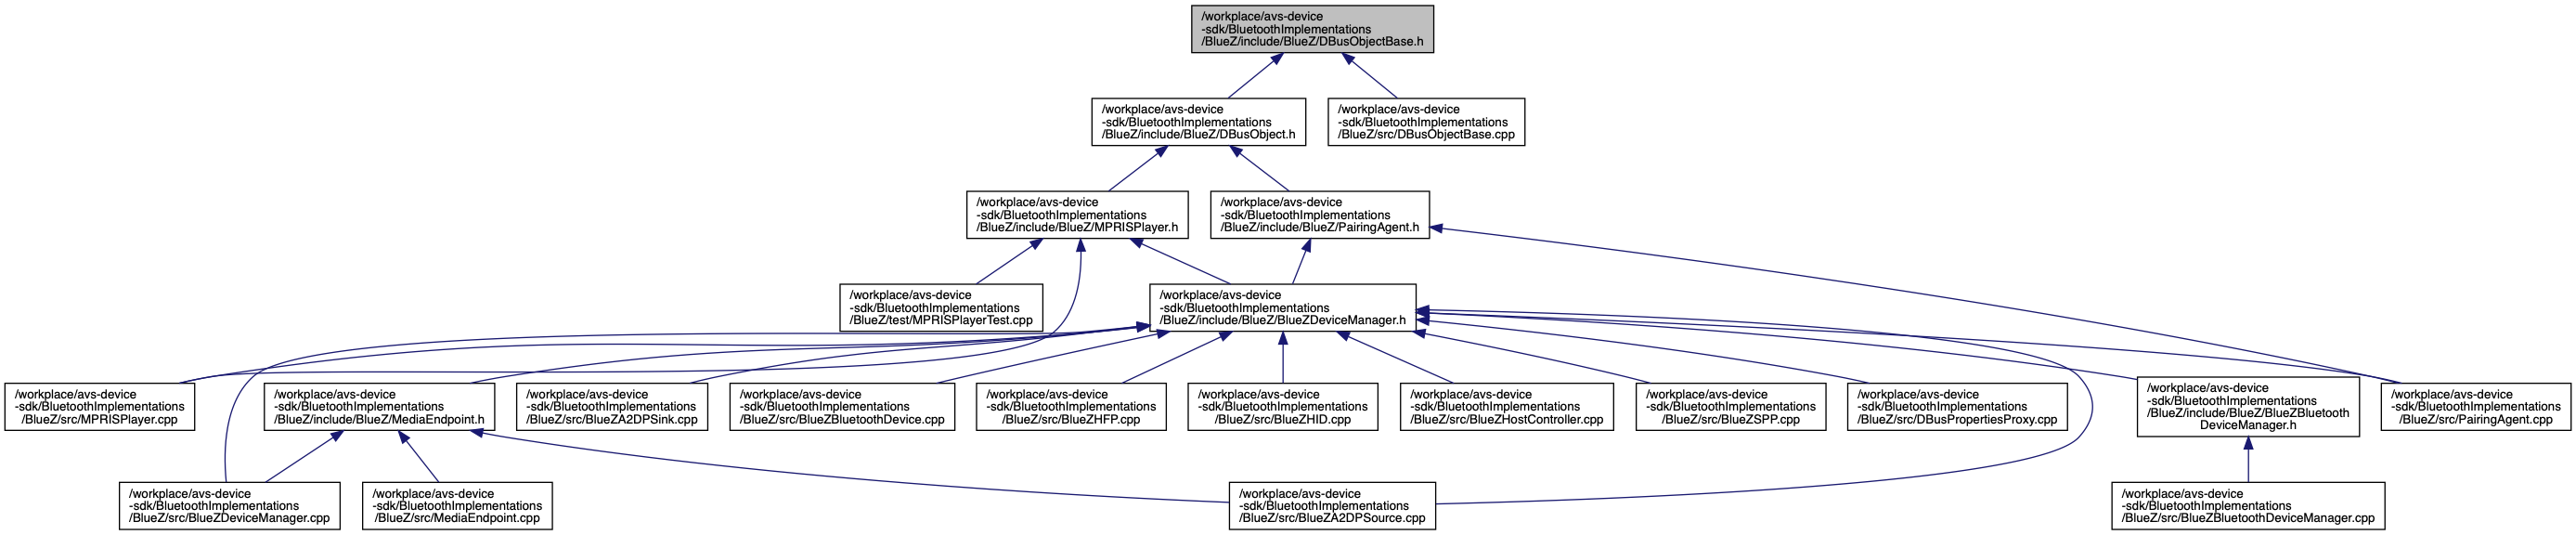 /workplace/avs-device
-sdk/BluetoothImplementations
/BlueZ/include/BlueZ/DBusObjectBase.h
/workplace/avs-device
-sdk/BluetoothImplementations
/BlueZ/include/BlueZ/DBusObject.h
/workplace/avs-device
-sdk/BluetoothImplementations
/BlueZ/src/DBusObjectBase.cpp
/workplace/avs-device
-sdk/BluetoothImplementations
/BlueZ/include/BlueZ/MPRISPlayer.h
/workplace/avs-device
-sdk/BluetoothImplementations
/BlueZ/include/BlueZ/PairingAgent.h
/workplace/avs-device
-sdk/BluetoothImplementations
/BlueZ/test/MPRISPlayerTest.cpp
/workplace/avs-device
-sdk/BluetoothImplementations
/BlueZ/include/BlueZ/BlueZDeviceManager.h
/workplace/avs-device
-sdk/BluetoothImplementations
/BlueZ/src/MPRISPlayer.cpp
/workplace/avs-device
-sdk/BluetoothImplementations
/BlueZ/include/BlueZ/MediaEndpoint.h
/workplace/avs-device
-sdk/BluetoothImplementations
/BlueZ/src/BlueZA2DPSink.cpp
/workplace/avs-device
-sdk/BluetoothImplementations
/BlueZ/src/BlueZBluetoothDevice.cpp
/workplace/avs-device
-sdk/BluetoothImplementations
/BlueZ/src/BlueZHFP.cpp
/workplace/avs-device
-sdk/BluetoothImplementations
/BlueZ/src/BlueZHID.cpp
/workplace/avs-device
-sdk/BluetoothImplementations
/BlueZ/src/BlueZHostController.cpp
/workplace/avs-device
-sdk/BluetoothImplementations
/BlueZ/src/BlueZSPP.cpp
/workplace/avs-device
-sdk/BluetoothImplementations
/BlueZ/src/DBusPropertiesProxy.cpp
/workplace/avs-device
-sdk/BluetoothImplementations
/BlueZ/include/BlueZ/BlueZBluetooth
DeviceManager.h
/workplace/avs-device
-sdk/BluetoothImplementations
/BlueZ/src/PairingAgent.cpp
/workplace/avs-device
-sdk/BluetoothImplementations
/BlueZ/src/BlueZDeviceManager.cpp
/workplace/avs-device
-sdk/BluetoothImplementations
/BlueZ/src/MediaEndpoint.cpp
/workplace/avs-device
-sdk/BluetoothImplementations
/BlueZ/src/BlueZA2DPSource.cpp
/workplace/avs-device
-sdk/BluetoothImplementations
/BlueZ/src/BlueZBluetoothDeviceManager.cpp